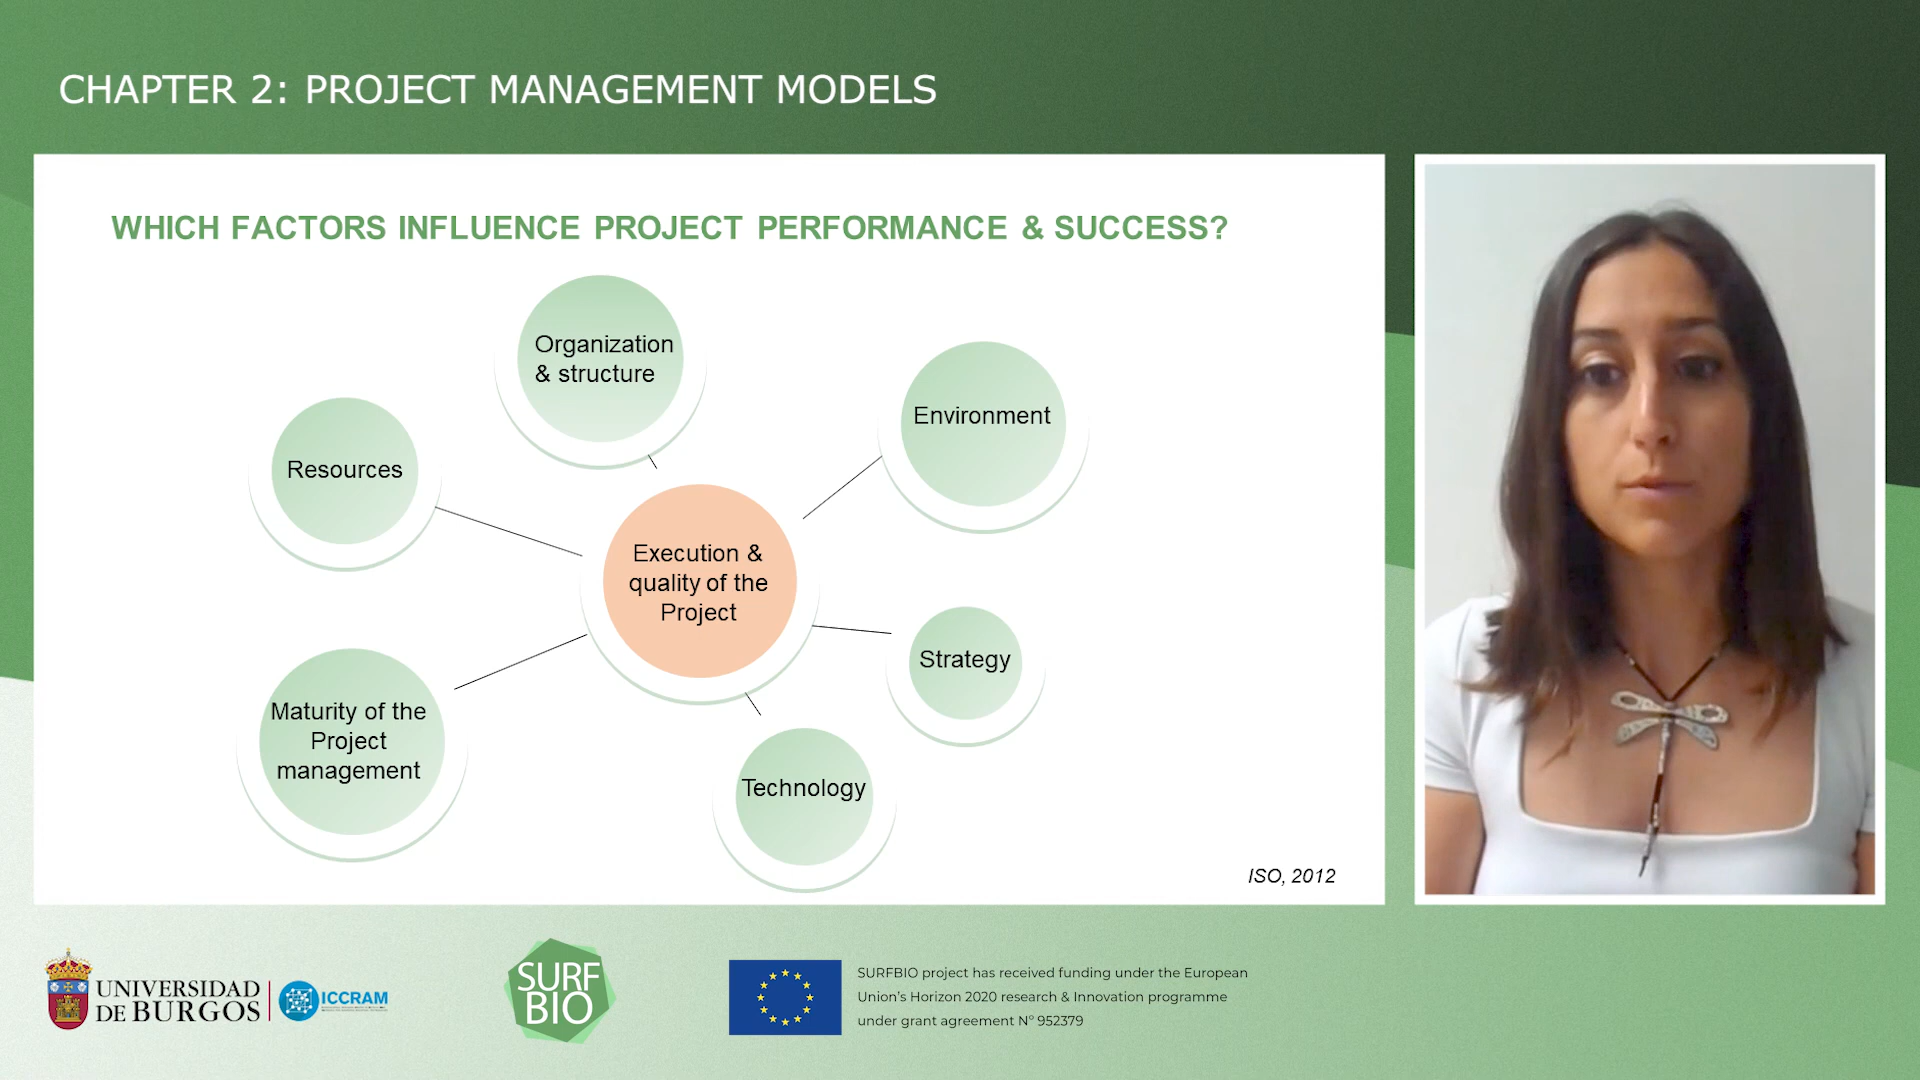 CHAPTER 2: PROJECT MANAGEMENT MODELS
WHICH FACTORS INFLUENCE PROJECT PERFORMANCE & SUCCESS?
Organization
& structure
Environment
Resources
Execution &
quality of the
Project
Strategy
Maturity of the
Project
management
Technology
ISO, 2012
UNIVERSIDAD
DE BURGOS
ICCRAM
SURF
BIO
SURFBIO project has received funding under the European
Union's Horizon 2020 research & Innovation programme
under grant agreement Nº 952379